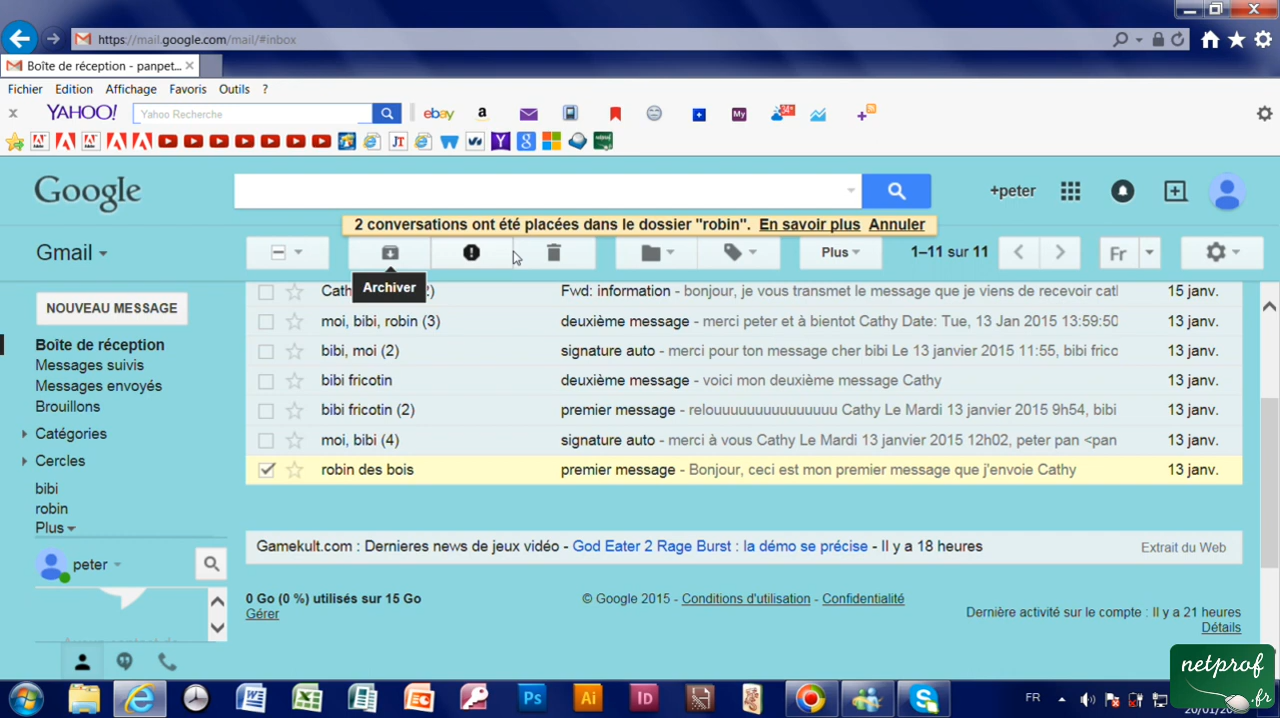 https://mail.google.com/mail/#inbox
Boîte de réception - panpet...
Fichier Edition Affichage Favoris Outils ?
x YAHOO! Yahoo Recherche ebay a My 34+
JT
Google +peter
2 conversations ont été placées dans le dossier "robin". En savoir plus Annuler
Gmail Plus 1–11 sur 11 Fr
Archiver
NOUVEAU MESSAGE
Boîte de réception
Messages suivis
Messages envoyés
Brouillons
Catégories
Cercles
bibi
robin
Plus
peter
Fwd: information - bonjour, je vous transmet le message que je viens de recevoir cat 15 janv.
moi, bibi, robin (3) deuxième message - merci peter et à bientot Cathy Date: Tue, 13 Jan 2015 13:59:50 13 janv.
bibi, moi (2) signature auto - merci pour ton message cher bibi Le 13 janvier 2015 11:55, bibi frico 13 janv.
bibi fricotin deuxième message - voici mon deuxième message Cathy 13 janv.
bibi fricotin (2) premier message - relouuuuuuuuuuuuuuu Cathy Le Mardi 13 janvier 2015 9h54, bibi 13 janv.
moi, bibi (4) signature auto - merci à vous Cathy Le Mardi 13 janvier 2015 12h02, peter pan <pan 13 janv.
robin des bois premier message - Bonjour, ceci est mon premier message que j'envoie Cathy 13 janv.
Gamekult.com : Dernieres news de jeux vidéo - God Eater 2 Rage Burst : la démo se précise - Il y a 18 heures Extrait du Web
0 Go (0 %) utilisés sur 15 Go
Gérer
© Google 2015 - Conditions d'utilisation - Confidentialité
Dernière activité sur le compte : Il y a 21 heures
Détails
netprof
.fr
Ps Ai Id
FR